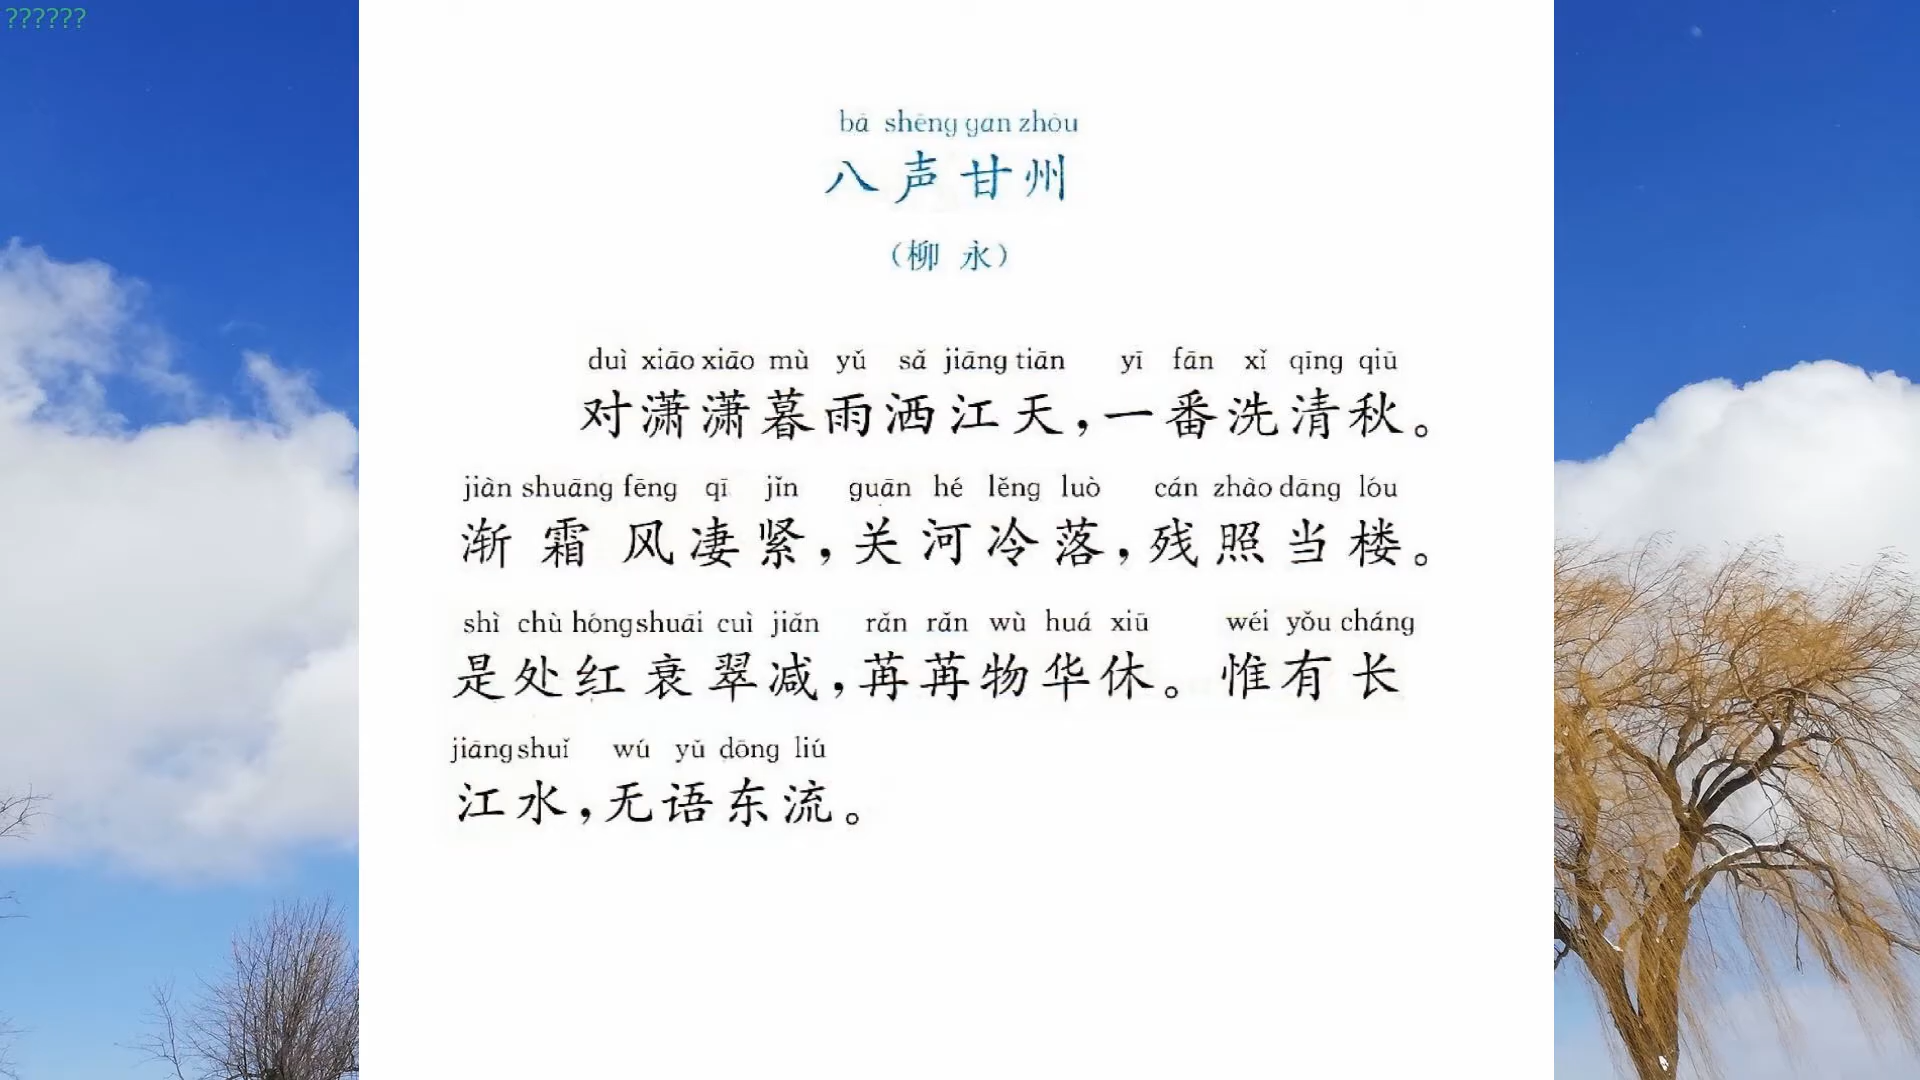 ??????
bā shēng gān zhōu
八声甘州
（柳 永）
duì xiāo xiāo mù yǔ sǎ jiāng tiān yī fān xǐ qīng qiū
对潇潇暮雨洒江天，一番洗清秋。
jiàn shuāng fēng qī jǐn guān hé lěng luò cán zhào dāng lóu
渐霜风凄紧，关河冷落，残照当楼。
shì chù hóng shuāi cuì jiǎn rǎn rǎn wù huá xiū wéi yǒu cháng
是处红衰翠减，苒苒物华休。惟有长
jiāng shuǐ wú yǔ dōng liú
江水，无语东流。